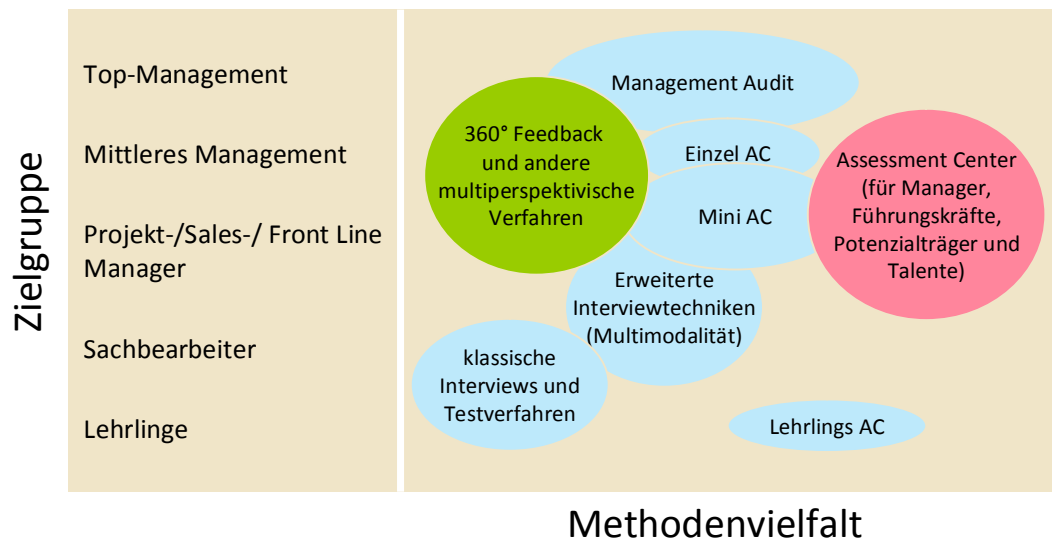 Zielgruppe
Top-Management
Mittleres Management
Projekt-/Sales-/ Front Line
Manager
Sachbearbeiter
Lehrlinge
Management Audit
360° Feedback
und andere
multiperspektivische
Verfahren
Einzel AC
Mini AC
Assessment Center
(für Manager,
Führungskräfte,
Potenzialträger und
Talente)
Erweiterte
Interviewtechniken
(Multimodalität)
klassische
Interviews und
Testverfahren
Lehrlings AC
Methodenvielfalt